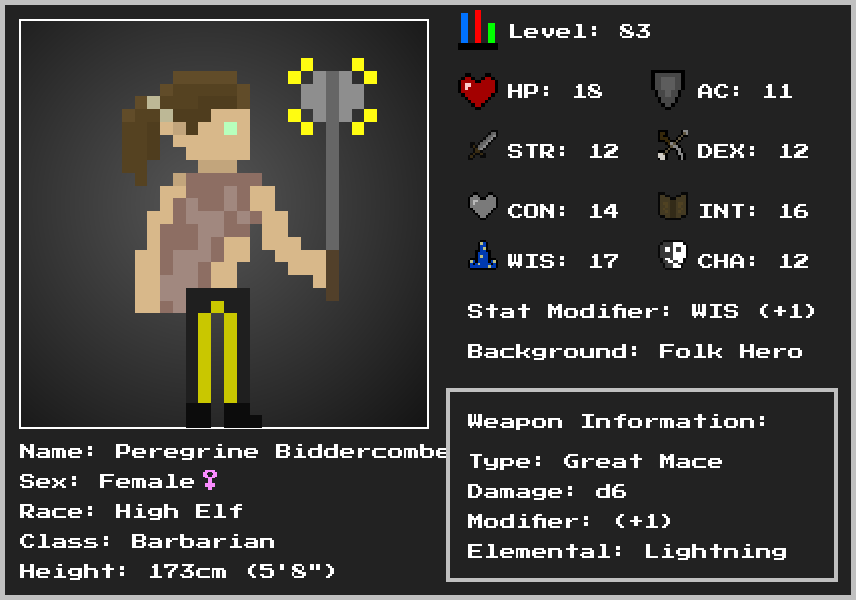 Level: 83
HP: 18 AC: 11
STR: 12 DEX: 12
CON: 14 INT: 16
WIS: 17 CHA: 12
Stat Modifier: WIS (+1)
Background: Folk Hero
Name: Peregrine Biddercombe
Sex: Female♀
Race: High Elf
Class: Barbarian
Height: 173cm (5'8")
Weapon Information:
Type: Great Mace
Damage: d6
Modifier: (+1)
Elemental: Lightning